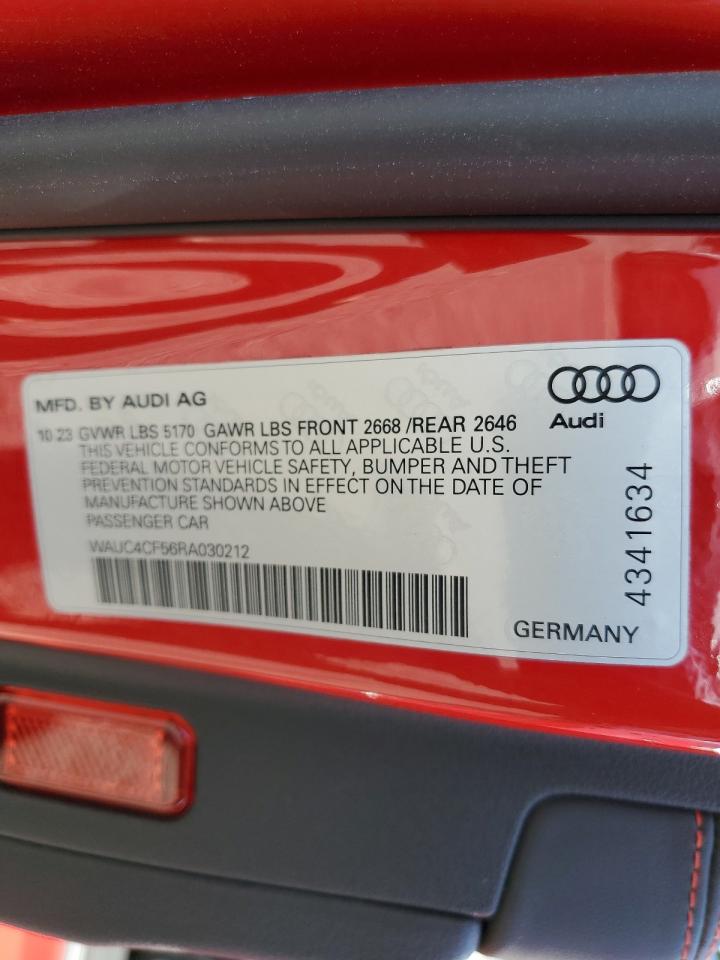 MFD. BY AUDI AG
10 23 GVWR LBS 5170 GAWR LBS FRONT 2668 /REAR 2646
THIS VEHICLE CONFORMS TO ALL APPLICABLE U.S.
FEDERAL MOTOR VEHICLE SAFETY, BUMPER AND THEFT
PREVENTION STANDARDS IN EFFECT ON THE DATE OF
MANUFACTURE SHOWN ABOVE
PASSENGER CAR
WAUC4CF56RA030212
Audi
4341634
GERMANY